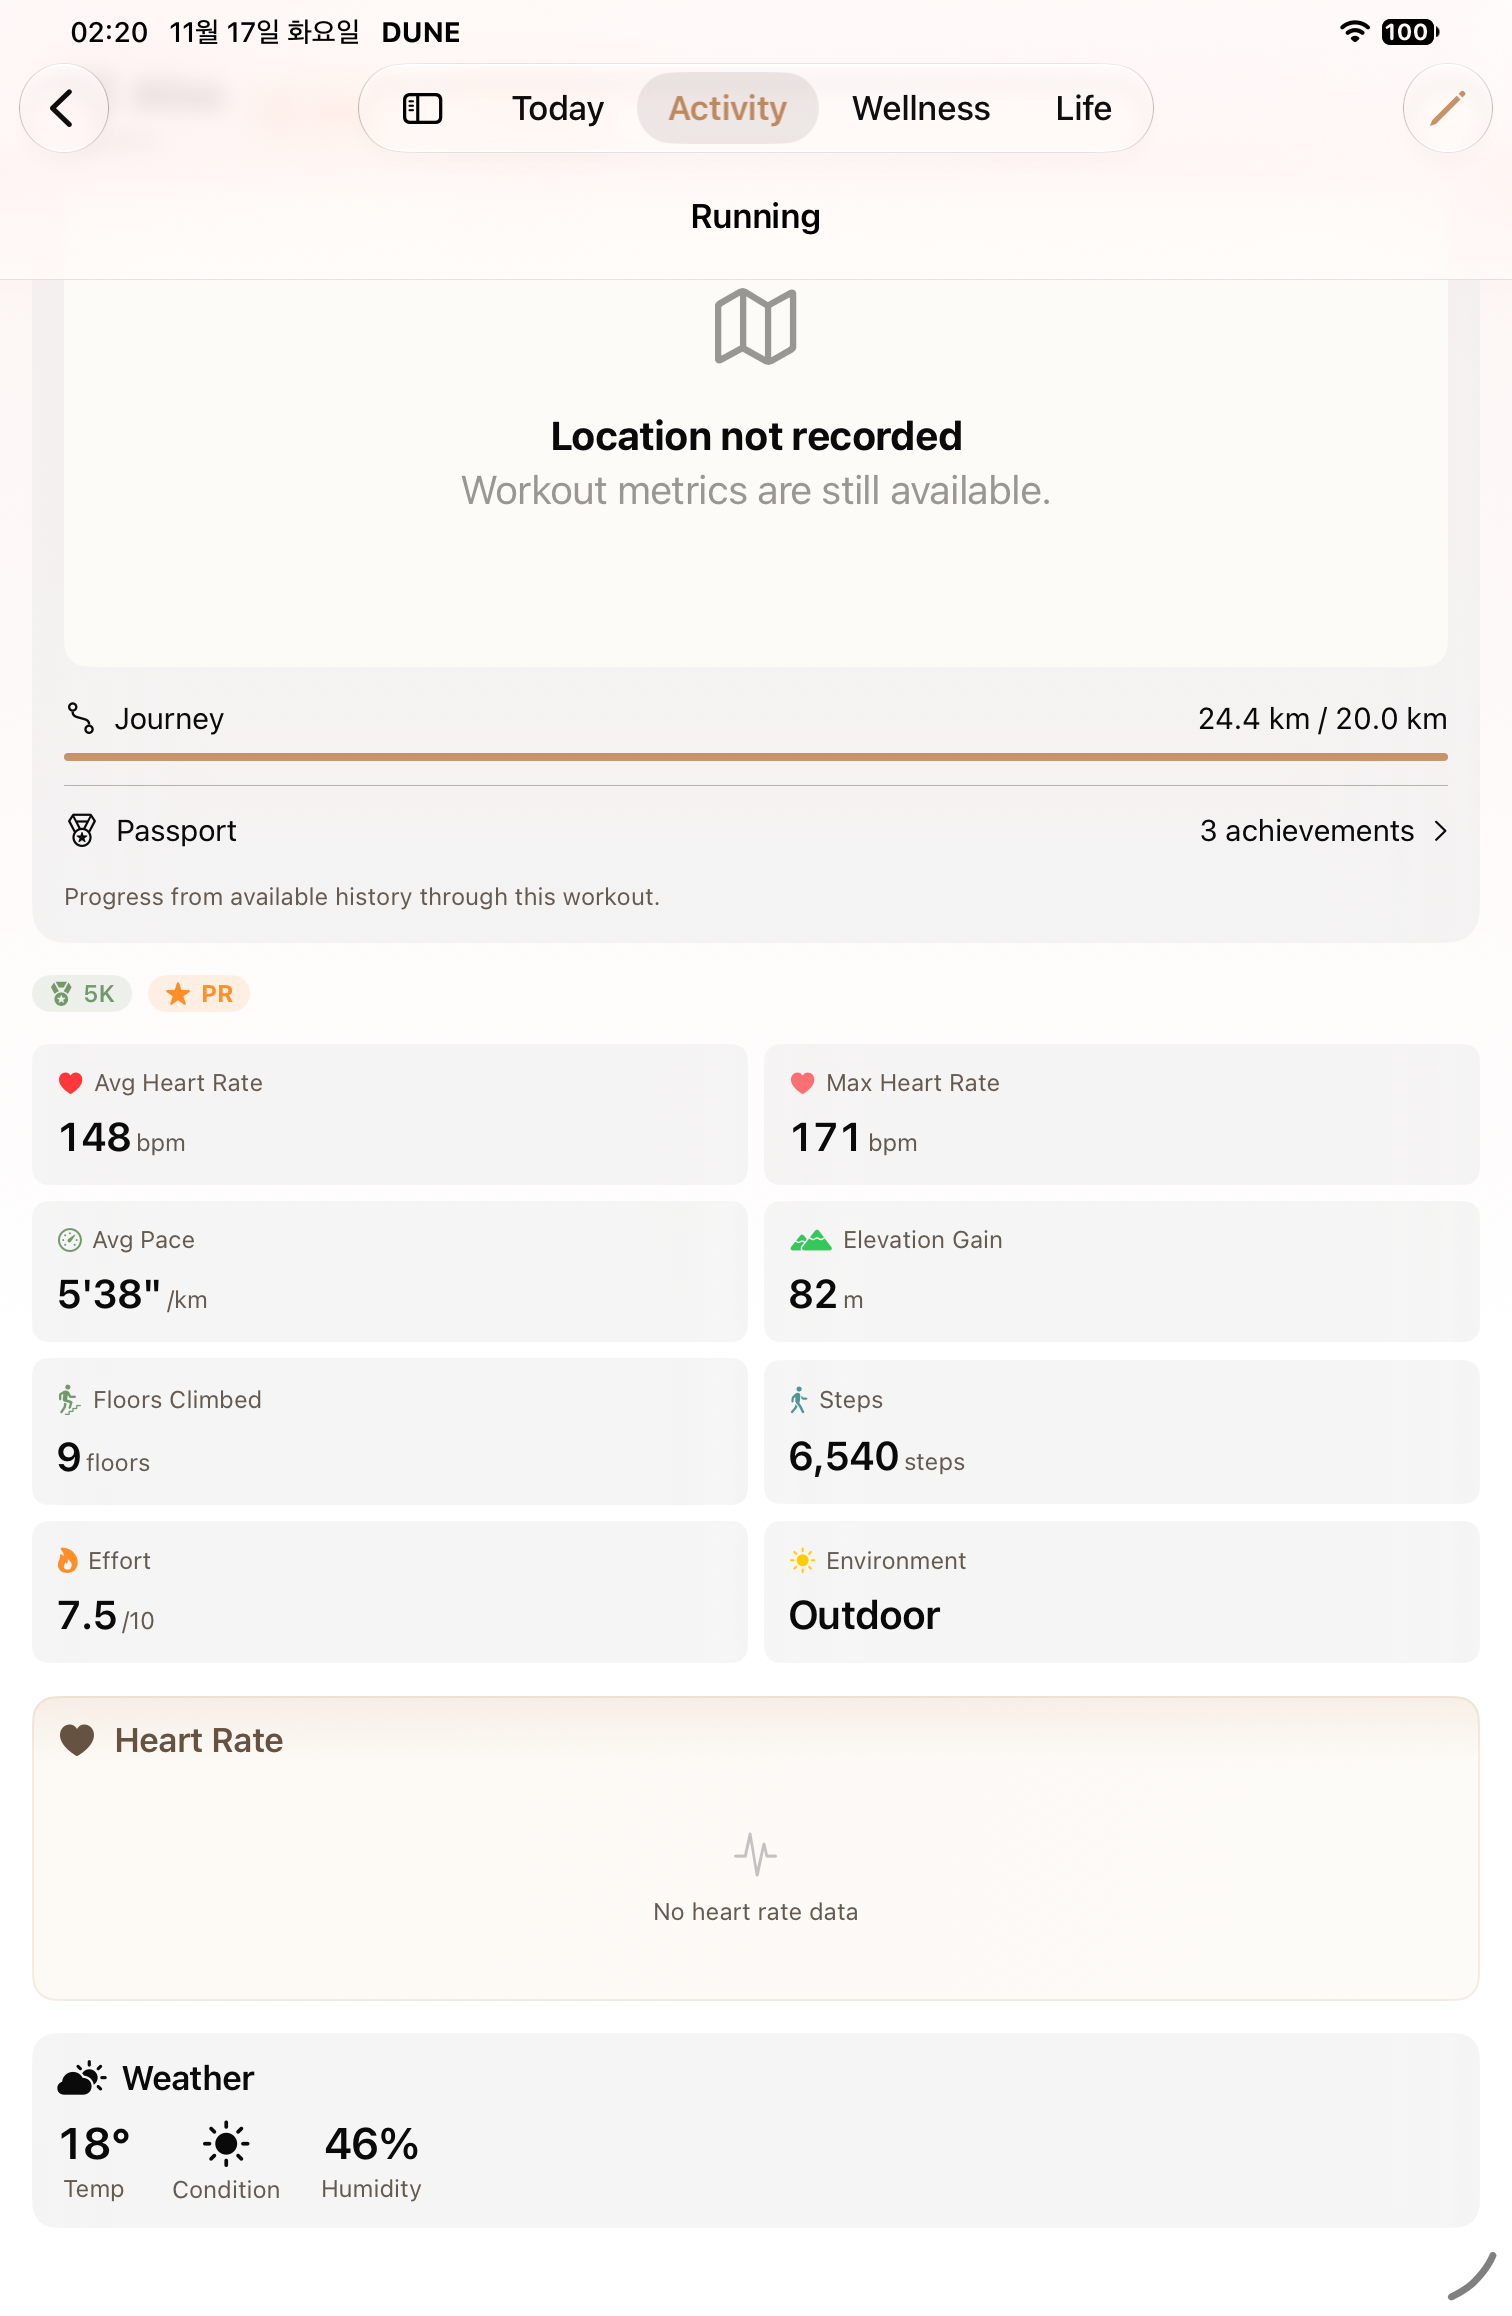 02:20 11월 17일 화요일 DUNE
100
Today Activity Wellness Life
Running
Location not recorded
Workout metrics are still available.
Journey 24.4 km / 20.0 km
Passport 3 achievements
Progress from available history through this workout.
5K PR
Avg Heart Rate
148 bpm
Max Heart Rate
171 bpm
Avg Pace
5'38" /km
Elevation Gain
82 m
Floors Climbed
9 floors
Steps
6,540 steps
Effort
7.5 /10
Environment
Outdoor
Heart Rate
No heart rate data
Weather
18° 46%
Temp Condition Humidity